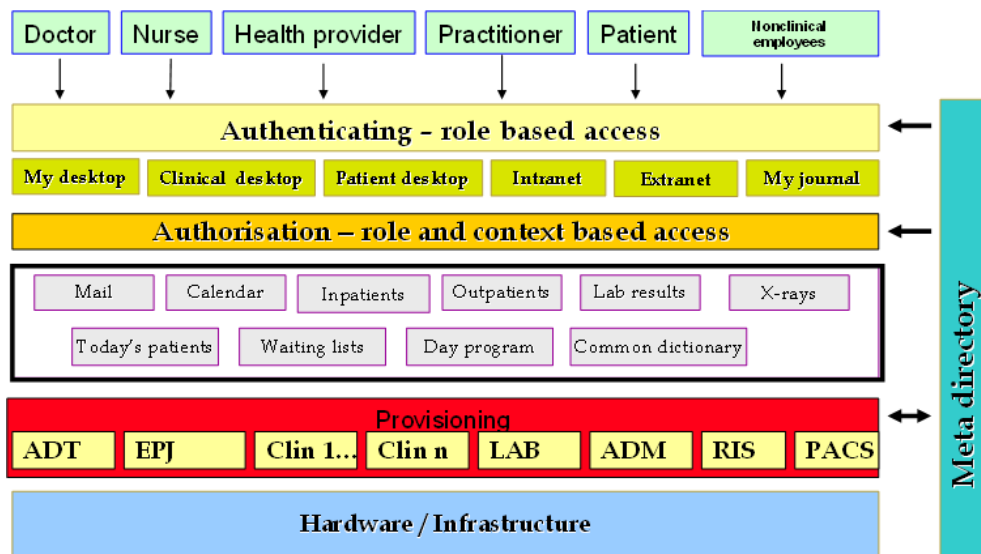 Doctor
Nurse
Health provider
Practitioner
Patient
Nonclinical
employees
Authenticating – role based access
My desktop
Clinical desktop
Patient desktop
Intranet
Extranet
My journal
Authorisation – role and context based access
Mail
Calendar
Inpatients
Outpatients
Lab results
X-rays
Today's patients
Waiting lists
Day program
Common dictionary
Provisioning
ADT
EPJ
Clin 1...
Clin n
LAB
ADM
RIS
PACS
Hardware / Infrastructure
Meta directory